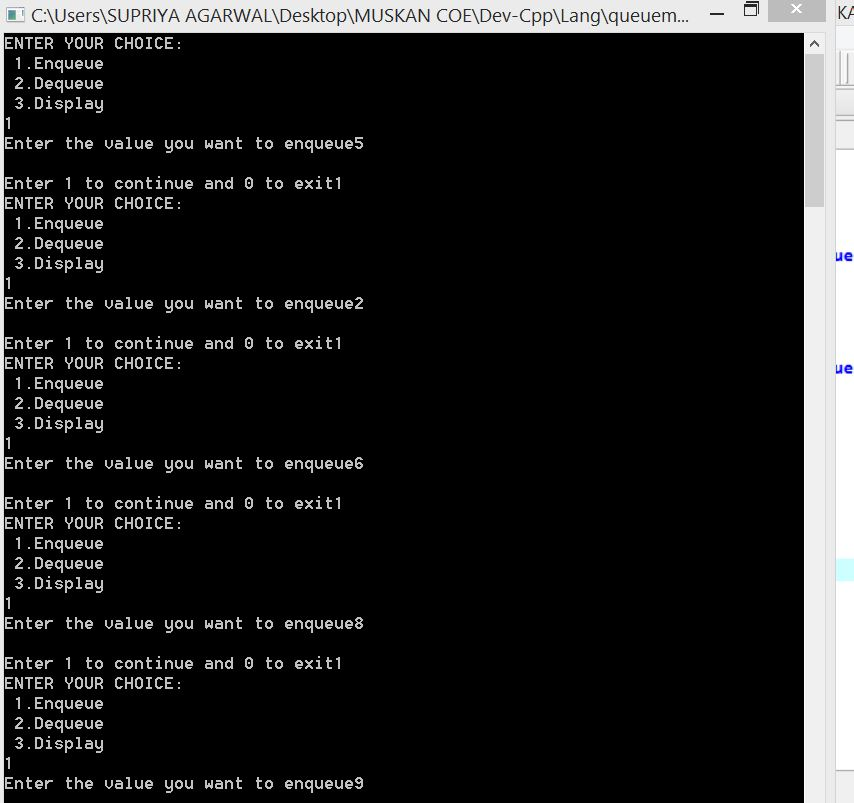 C:\Users\SUPRIYA AGARWAL\Desktop\MUSKAN COE\Dev-Cpp\Lang\queuem...
KA
ENTER YOUR CHOICE:
1.Enqueue
2.Dequeue
3.Display
1
Enter the value you want to enqueue5
Enter 1 to continue and 0 to exit1
ENTER YOUR CHOICE:
1.Enqueue
2.Dequeue
3.Display
1
Enter the value you want to enqueue2
Enter 1 to continue and 0 to exit1
ENTER YOUR CHOICE:
1.Enqueue
2.Dequeue
3.Display
1
Enter the value you want to enqueue6
Enter 1 to continue and 0 to exit1
ENTER YOUR CHOICE:
1.Enqueue
2.Dequeue
3.Display
1
Enter the value you want to enqueue8
Enter 1 to continue and 0 to exit1
ENTER YOUR CHOICE:
1.Enqueue
2.Dequeue
3.Display
1
Enter the value you want to enqueue9
ue
ue